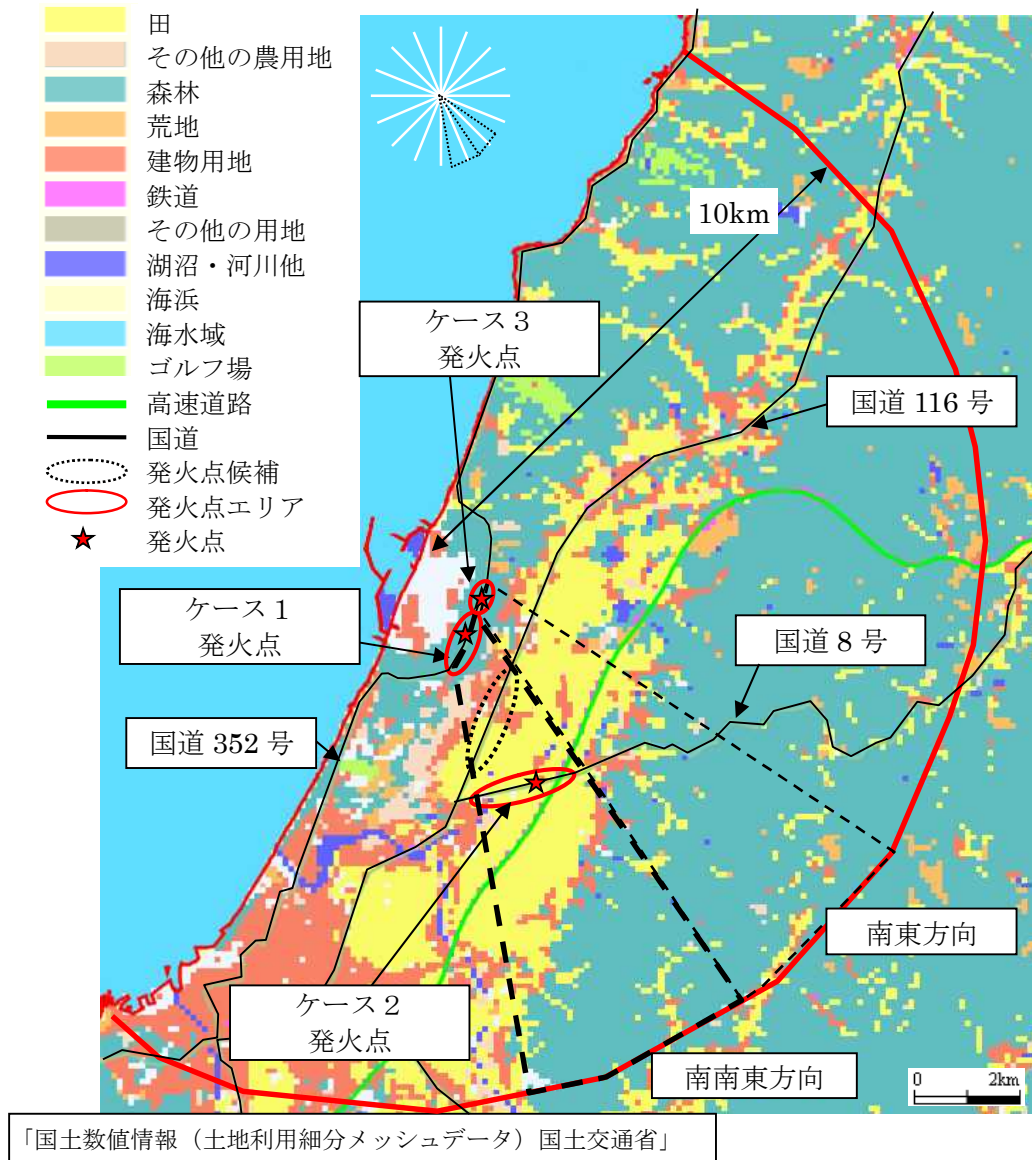 田
その他の農用地
森林
荒地
建物用地
鉄道
その他の用地
湖沼・河川他
海浜
海水域
ゴルフ場
高速道路
国道
発火点候補
発火点エリア
発火点
10km
ケース3
発火点
国道 116 号
ケース1
発火点
国道 8 号
国道 352 号
南東方向
ケース2
発火点
南南東方向
0 2km
「国土数値情報（土地利用細分メッシュデータ）国土交通省」